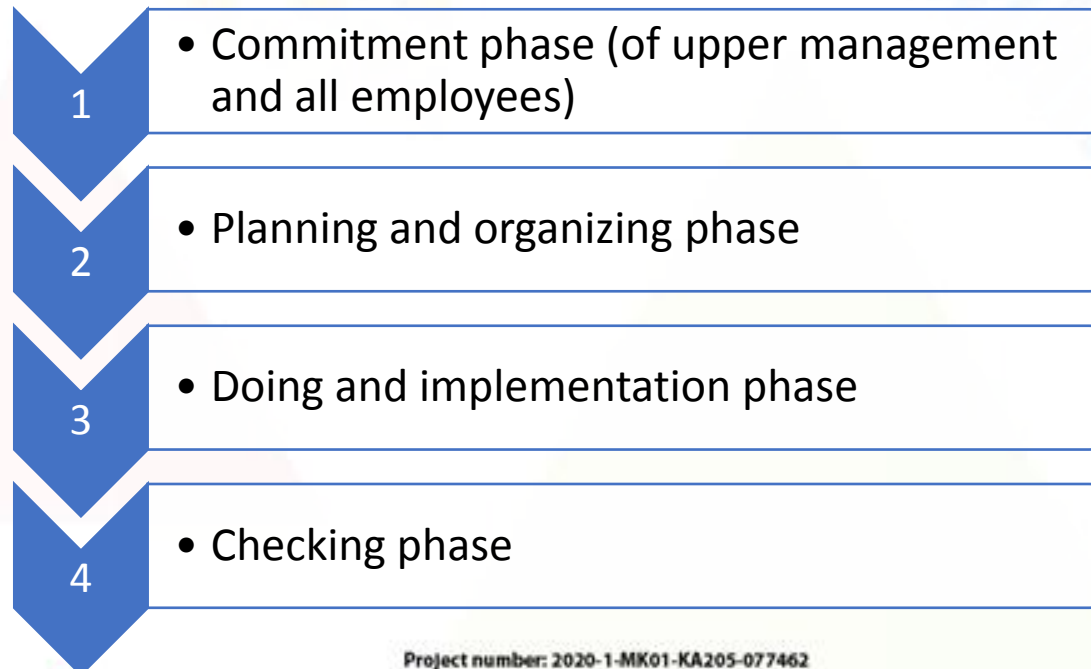 1
• Commitment phase (of upper management
and all employees)
2
• Planning and organizing phase
3
• Doing and implementation phase
4
• Checking phase
Project number: 2020-1-MK01-KA205-077462